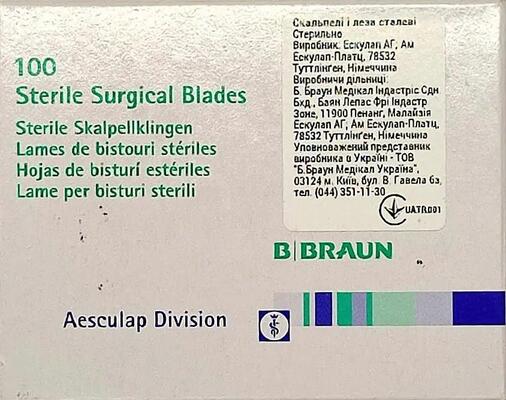 100
Sterile Surgical Blades
Sterile Skalpellklingen
Lames de bistouri stériles
Hojas de bisturí estériles
Lame per bisturi sterili
Скальпелі і леза сталеві
Стерильно
Виробник: Ескулап АГ, Ам
Ескулап-Платц, 78532
Туттлінген, Німеччина
Виробничи дільниці:
Б. Браун Медікал Індастріс Сдн
Бхд., Баян Лепас Фрі Індастр
Зоне, 11900 Пенанг, Малайзія
Ескулап АГ, Ам Ескулап-Платц,
78532 Туттлінген, Німеччина
Уповноважений представник
виробника в Україні - ТОВ
"Б.Браун Медікал Україна",
03124 м. Київ, бул. В. Гавела 6з,
тел. (044) 351-11-30
UA.TR.001
B|BRAUN
Aesculap Division